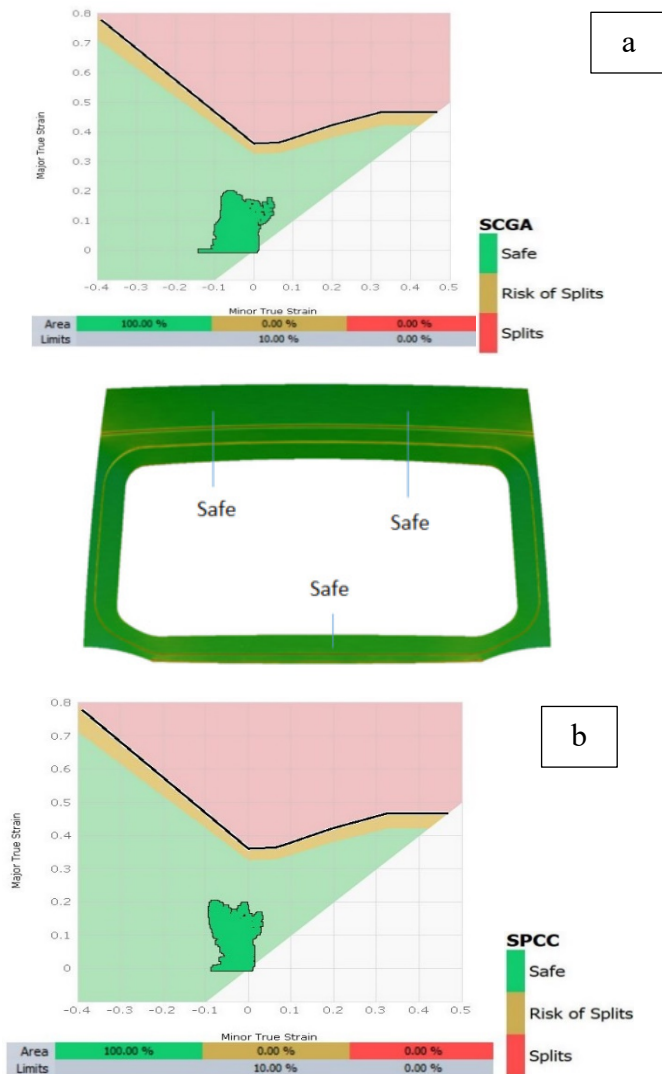 a
0.8
0.7
0.6
0.5
0.4
0.3
0.2
0.1
0
Major True Strain
-0.4 -0.3 -0.2 -0.1 0 0.1 0.2 0.3 0.4 0.5
Minor True Strain
SCGA
Safe
Risk of Splits
Splits
Area 100.00 % 0.00 % 0.00 %
Limits 10.00 % 0.00 %
Safe
Safe
Safe
b
0.8
0.7
0.6
0.5
0.4
0.3
0.2
0.1
0
Major True Strain
-0.4 -0.3 -0.2 -0.1 0 0.1 0.2 0.3 0.4 0.5
Minor True Strain
SPCC
Safe
Risk of Splits
Splits
Area 100.00 % 0.00 % 0.00 %
Limits 10.00 % 0.00 %